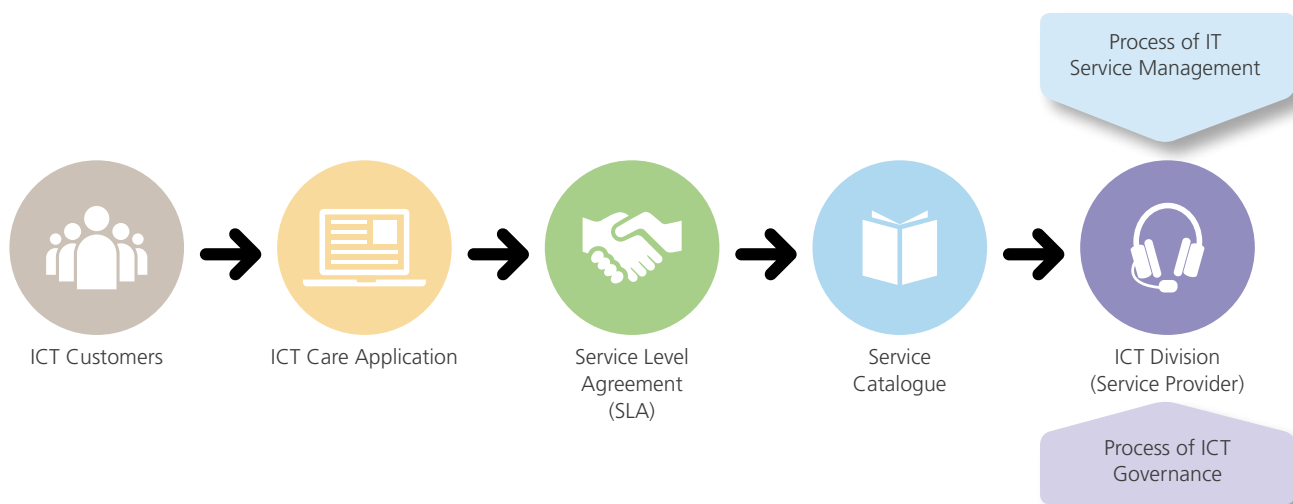 Process of IT
Service Management
ICT Customers
ICT Care Application
Service Level
Agreement
(SLA)
Service
Catalogue
ICT Division
(Service Provider)
Process of ICT
Governance